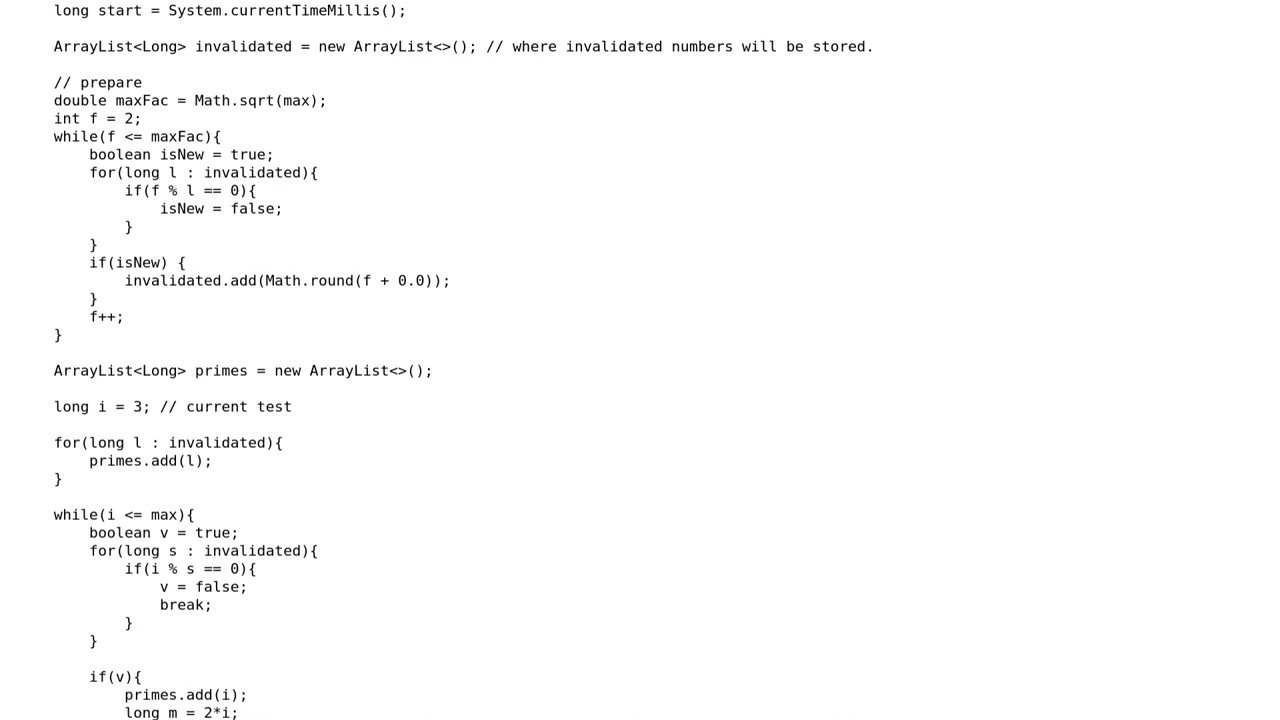 long start = System.currentTimeMillis();
ArrayList<Long> invalidated = new ArrayList<>(); // where invalidated numbers will be stored.
// prepare
double maxFac = Math.sqrt(max);
int f = 2;
while(f <= maxFac){
boolean isNew = true;
for(long l : invalidated){
if(f % l == 0){
isNew = false;
}
}
if(isNew) {
invalidated.add(Math.round(f + 0.0));
}
f++;
}
ArrayList<Long> primes = new ArrayList<>();
long i = 3; // current test
for(long l : invalidated){
primes.add(l);
}
while(i <= max){
boolean v = true;
for(long s : invalidated){
if(i % s == 0){
v = false;
break;
}
}
if(v){
primes.add(i);
long m = 2*i;